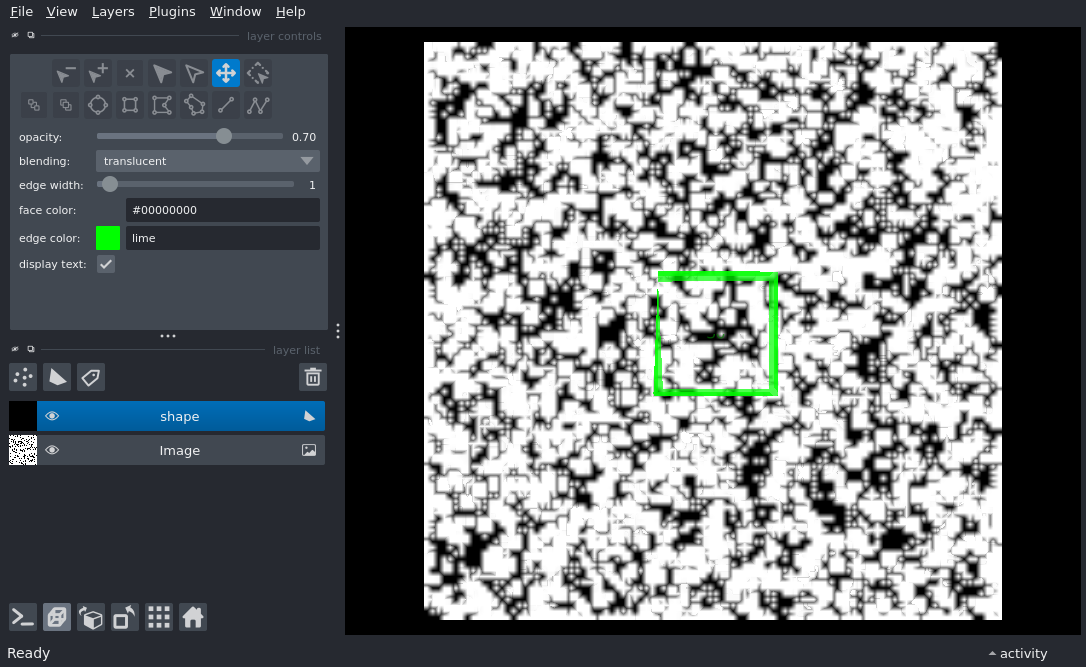 File View Layers Plugins Window Help
layer controls
opacity: 0.70
blending: translucent
edge width: 1
face color: #00000000
edge color: lime
display text:
layer list
shape
Image
Ready
activity